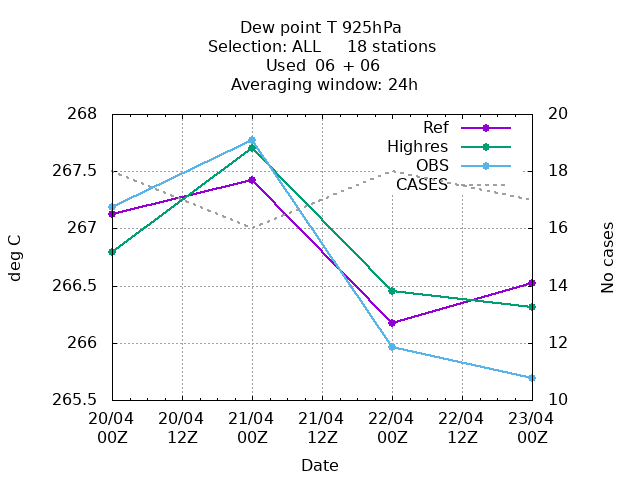 Dew point T 925hPa
Selection: ALL 18 stations
Used 06 + 06
Averaging window: 24h
268
267.5
267
266.5
266
265.5
deg C
20
18
16
14
12
10
No cases
Ref
Highres
OBS
CASES
20/04 20/04 21/04 21/04 22/04 22/04 23/04
00Z 12Z 00Z 12Z 00Z 12Z 00Z
Date